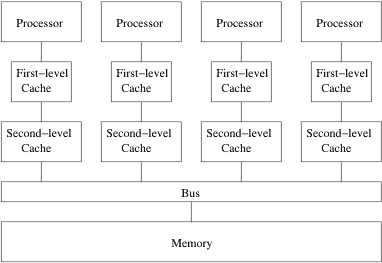 Processor Processor Processor Processor
First−level First−level First−level First−level
Cache Cache Cache Cache
Second−level Second−level Second−level Second−level
Cache Cache Cache Cache
Bus
Memory